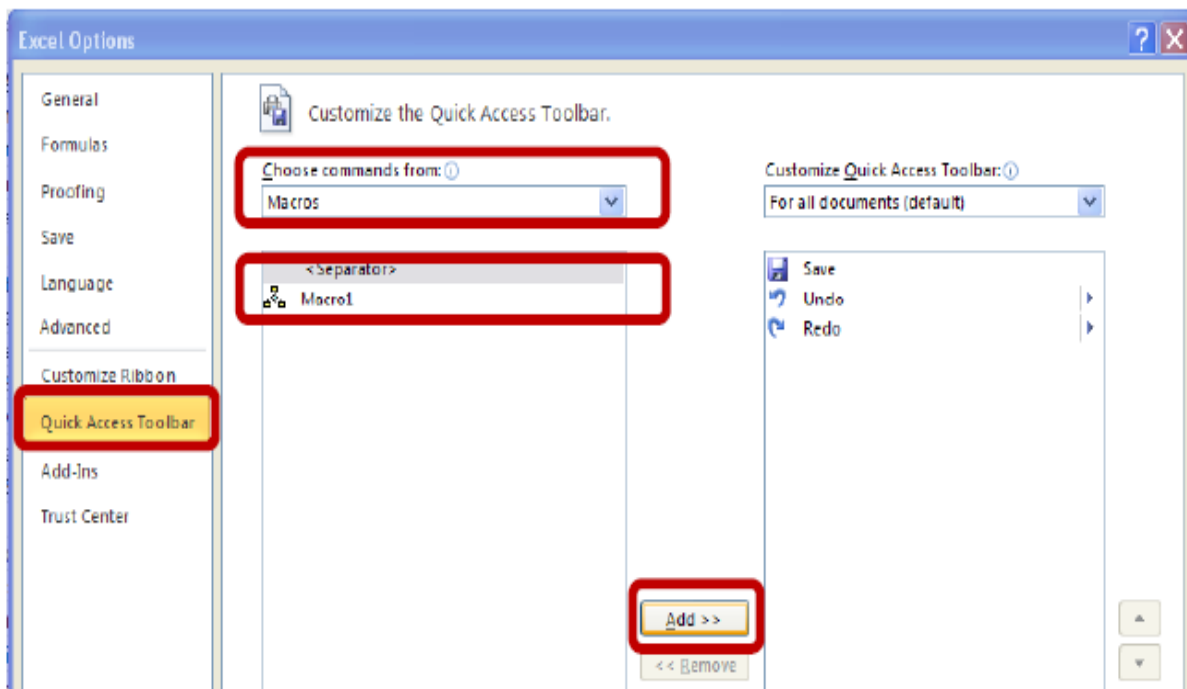 Excel Options
?
General
Formulas
Proofing
Save
Language
Advanced
Customize Ribbon
Quick Access Toolbar
Add-Ins
Trust Center
Customize the Quick Access Toolbar.
Choose commands from:
Macros
<Separator>
Macro1
Add >>
<< Remove
Customize Quick Access Toolbar:
For all documents (default)
Save
Undo
Redo